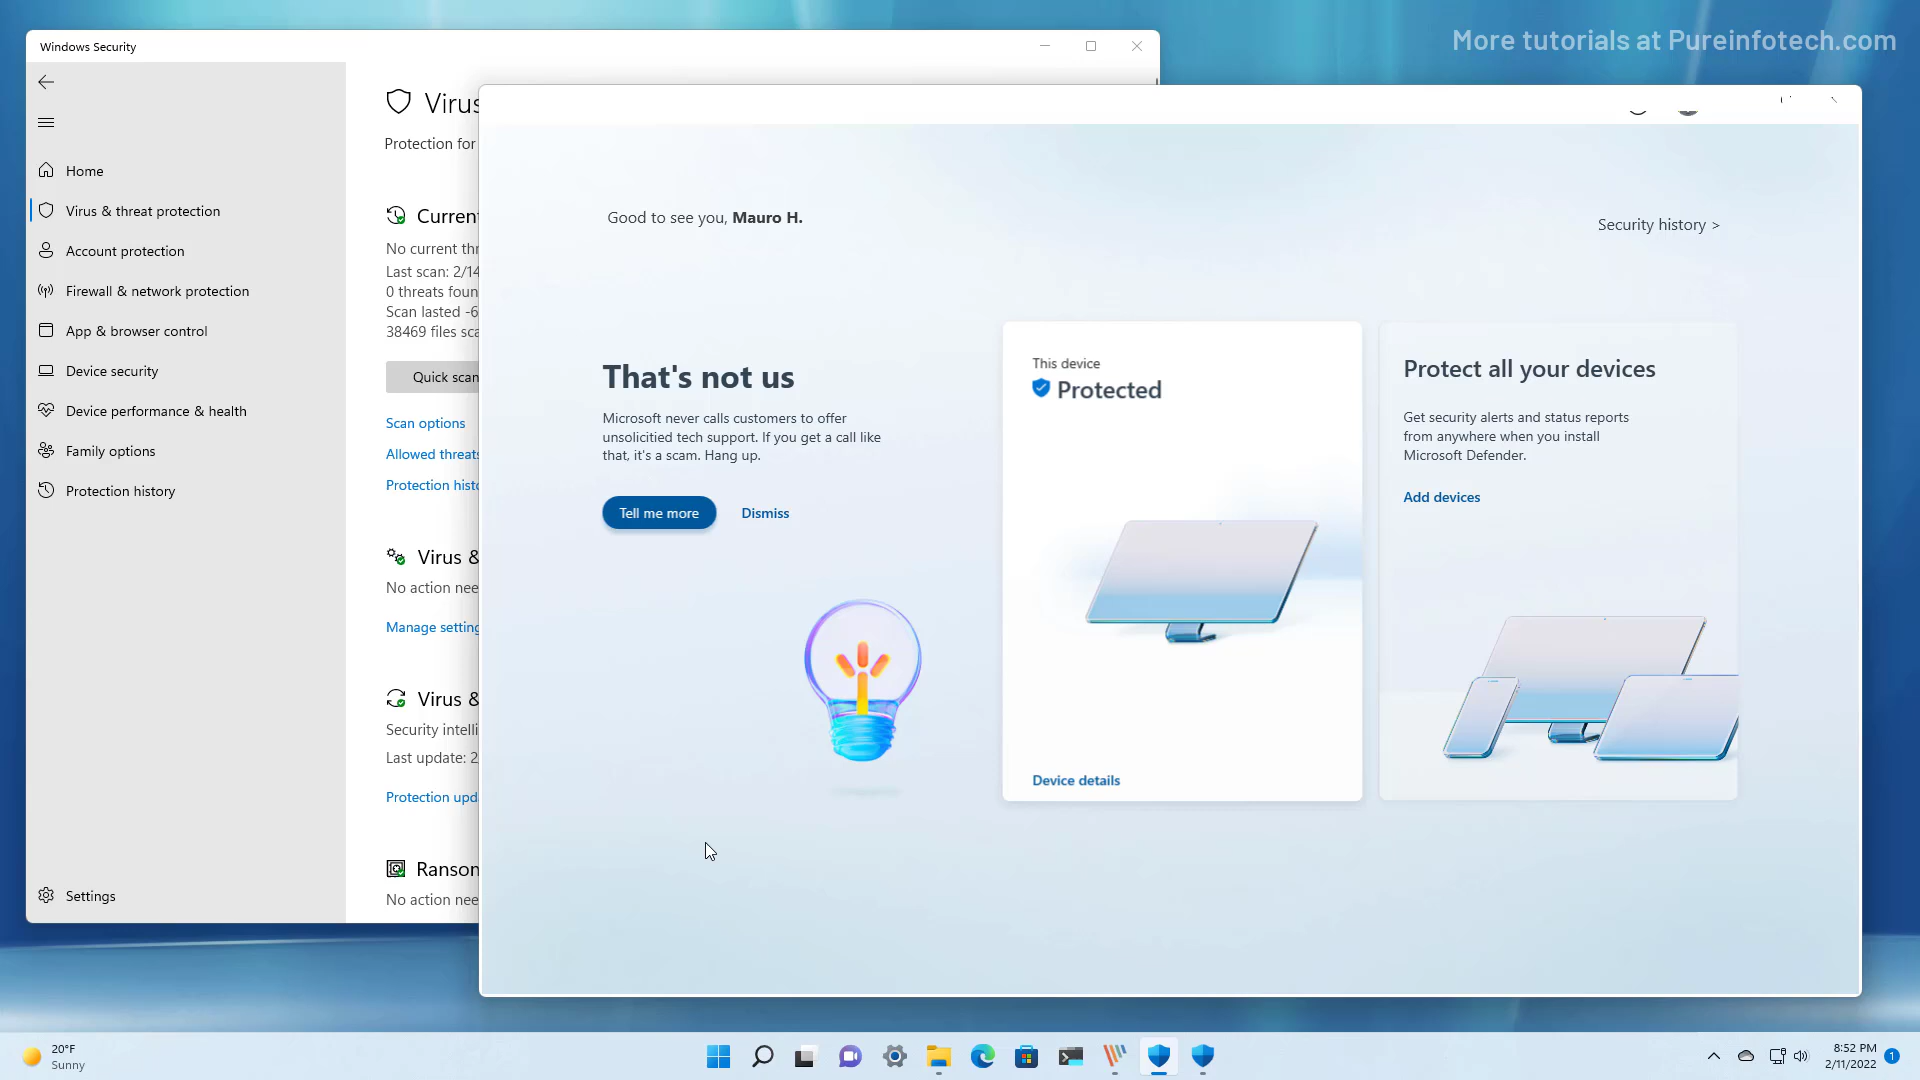 More tutorials at Pureinfotech.com
Windows Security
Home
Virus & threat protection
Account protection
Firewall & network protection
App & browser control
Device security
Device performance & health
Family options
Protection history
Settings
Virus
Protection for
Current
No current thr
Last scan: 2/14
0 threats foun
Scan lasted -6
38469 files sca
Quick scan
Scan options
Allowed threats
Protection histo
Virus &
No action nee
Manage setting
Virus &
Security intelli
Last update: 2
Protection upd
Ransom
No action nee
Good to see you, Mauro H.
Security history >
That's not us
Microsoft never calls customers to offer
unsolicitied tech support. If you get a call like
that, it's a scam. Hang up.
Tell me more
Dismiss
This device
Protected
Device details
Protect all your devices
Get security alerts and status reports
from anywhere when you install
Microsoft Defender.
Add devices
20°F
Sunny
8:52 PM
2/11/2022
1